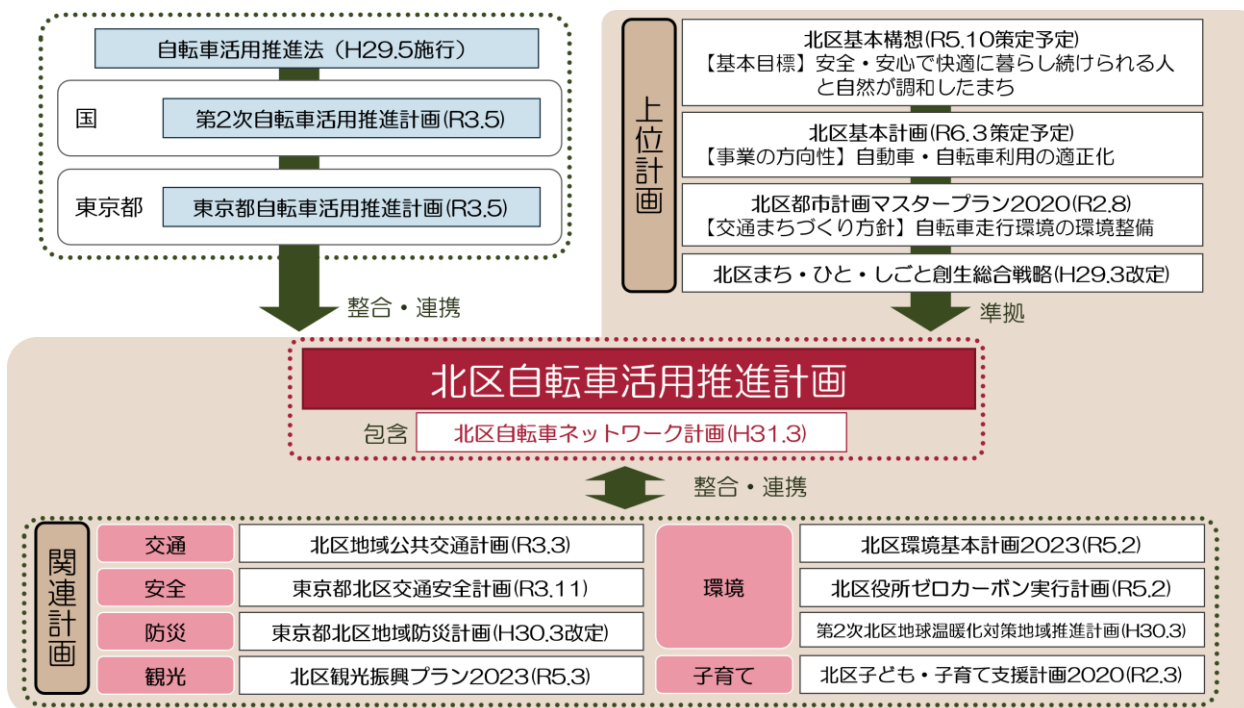 自転車活用推進法（H29.5施行）
国
第2次自転車活用推進計画(R3.5)
東京都
東京都自転車活用推進計画(R3.5)
整合・連携
上位計画
北区基本構想(R5.10策定予定)
【基本目標】安全・安心で快適に暮らし続けられる人
と自然が調和したまち
北区基本計画(R6.3策定予定)
【事業の方向性】自動車・自転車利用の適正化
北区都市計画マスタープラン2020(R2.8)
【交通まちづくり方針】自転車走行環境の環境整備
北区まち・ひと・しごと創生総合戦略(H29.3改定)
準拠
北区自転車活用推進計画
包含
北区自転車ネットワーク計画(H31.3)
整合・連携
関連計画
交通
北区地域公共交通計画(R3.3)
安全
東京都北区交通安全計画(R3.11)
防災
東京都北区地域防災計画(H30.3改定)
観光
北区観光振興プラン2023(R5.3)
環境
北区環境基本計画2023(R5.2)
北区役所ゼロカーボン実行計画(R5.2)
第2次北区地球温暖化対策地域推進計画(H30.3)
子育て
北区子ども・子育て支援計画2020(R2.3)